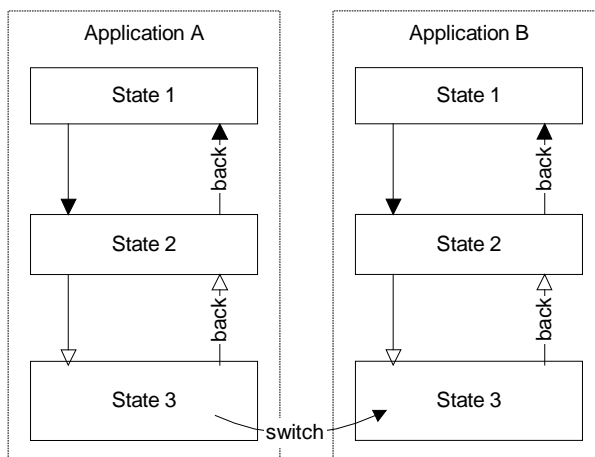 Application A
State 1
back
State 2
back
State 3
switch
Application B
State 1
back
State 2
back
State 3